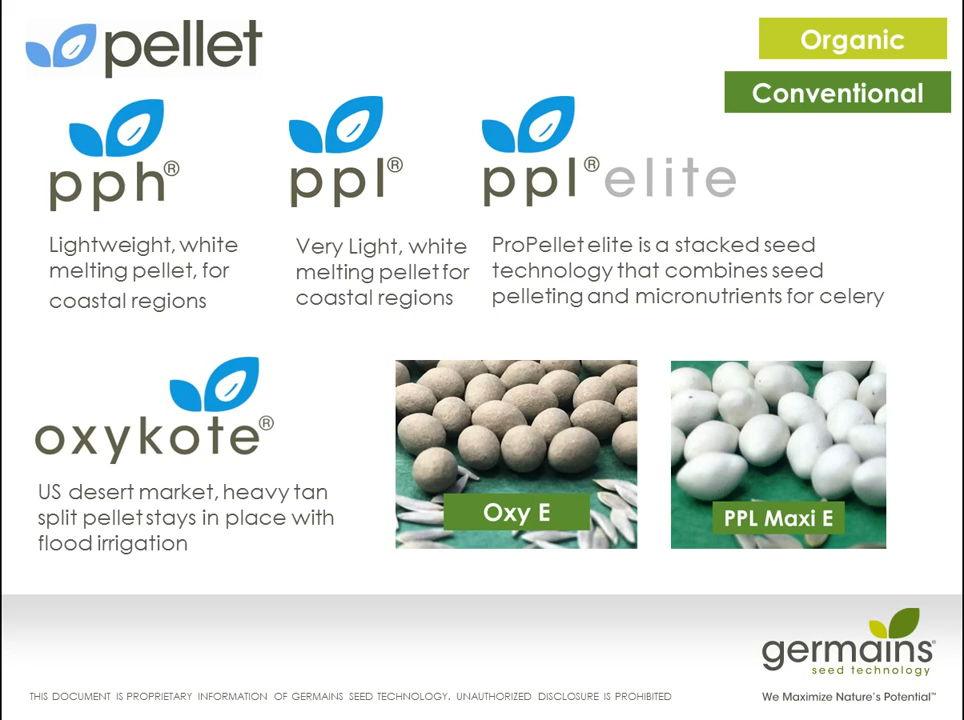 pellet
Organic
Conventional
pph®
ppl®
ppl® elite
Lightweight, white
melting pellet, for
coastal regions
Very Light, white
melting pellet for
coastal regions
ProPellet elite is a stacked seed
technology that combines seed
pelleting and micronutrients for celery
oxykote®
US desert market, heavy tan
split pellet stays in place with
flood irrigation
Oxy E
PPL Maxi E
germains®
seed technology
We Maximize Nature's Potential™
THIS DOCUMENT IS PROPRIETARY INFORMATION OF GERMAINS SEED TECHNOLOGY. UNAUTHORIZED DISCLOSURE IS PROHIBITED